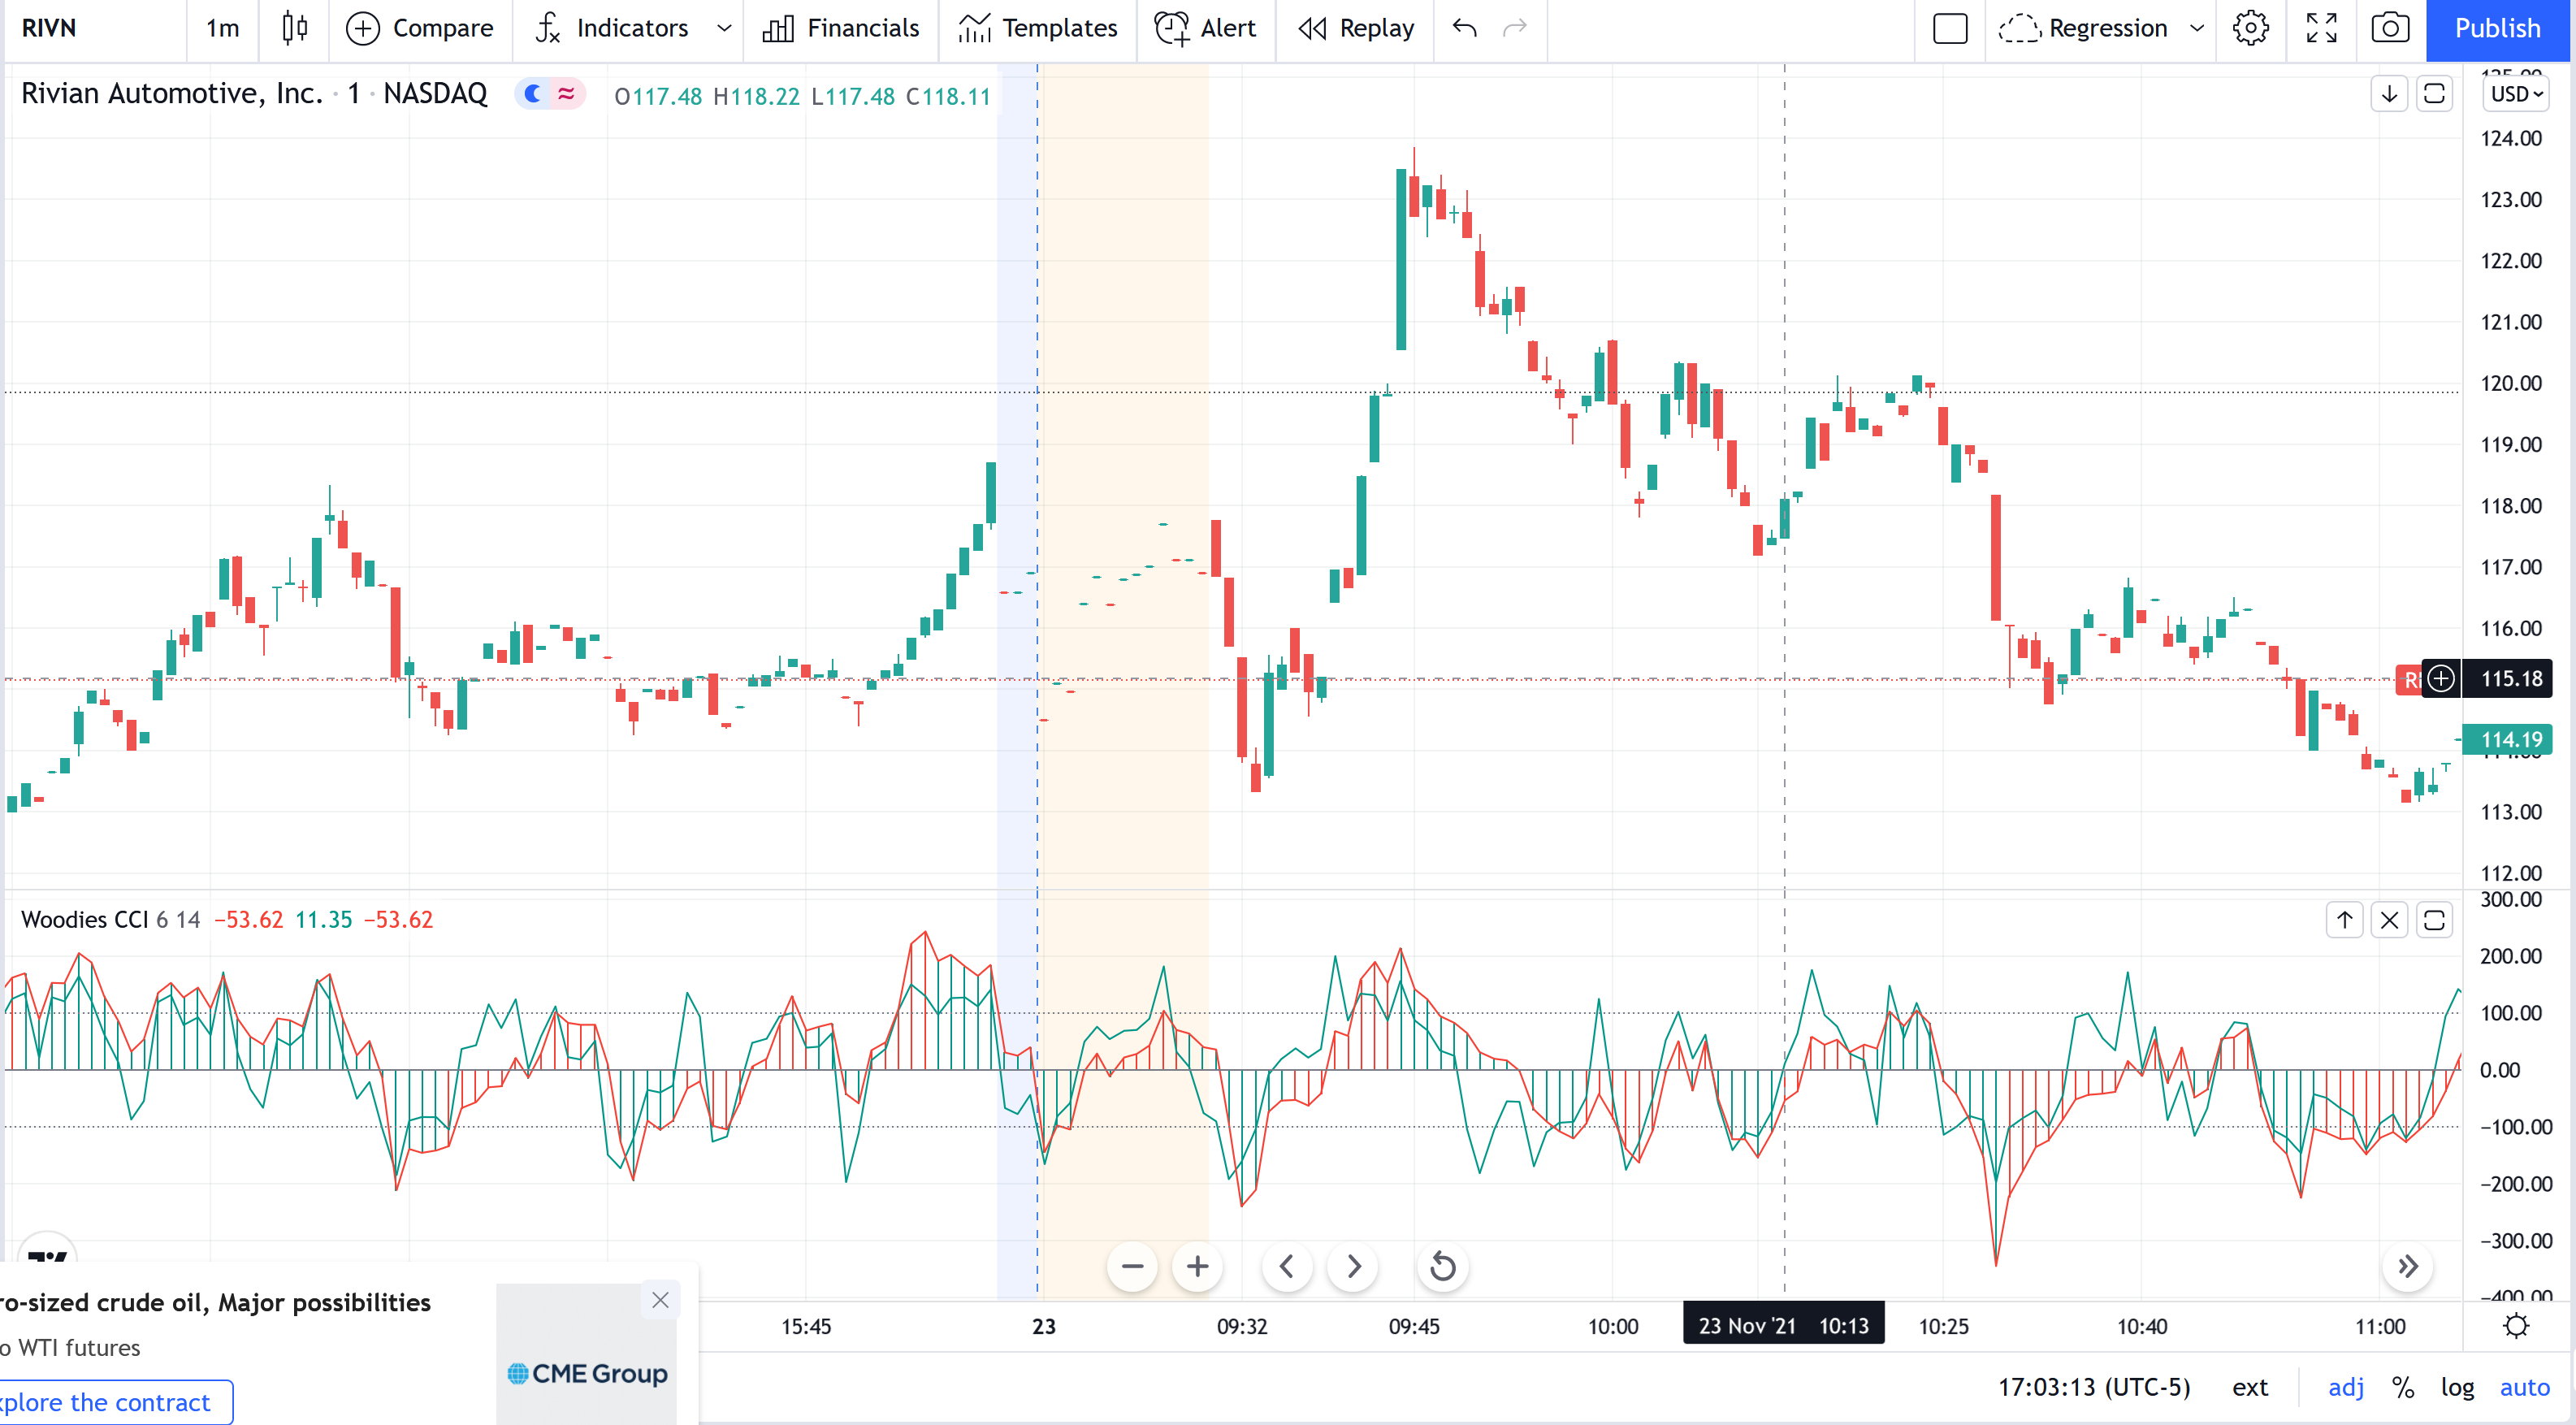 RIVN 1m Compare Indicators Financials Templates Alert Replay Regression Publish
Rivian Automotive, Inc. · 1 · NASDAQ O117.48 H118.22 L117.48 C118.11
USD
124.00
123.00
122.00
121.00
120.00
119.00
118.00
117.00
116.00
115.18
114.19
113.00
112.00
Woodies CCI 6 14 −53.62 11.35 −53.62
300.00
200.00
100.00
0.00
−100.00
−200.00
−300.00
−400.00
15:45 23 09:32 09:45 10:00 23 Nov '21 10:13 10:25 10:40 11:00
ro-sized crude oil, Major possibilities
o WTI futures
xplore the contract
CME Group
17:03:13 (UTC-5) ext adj % log auto